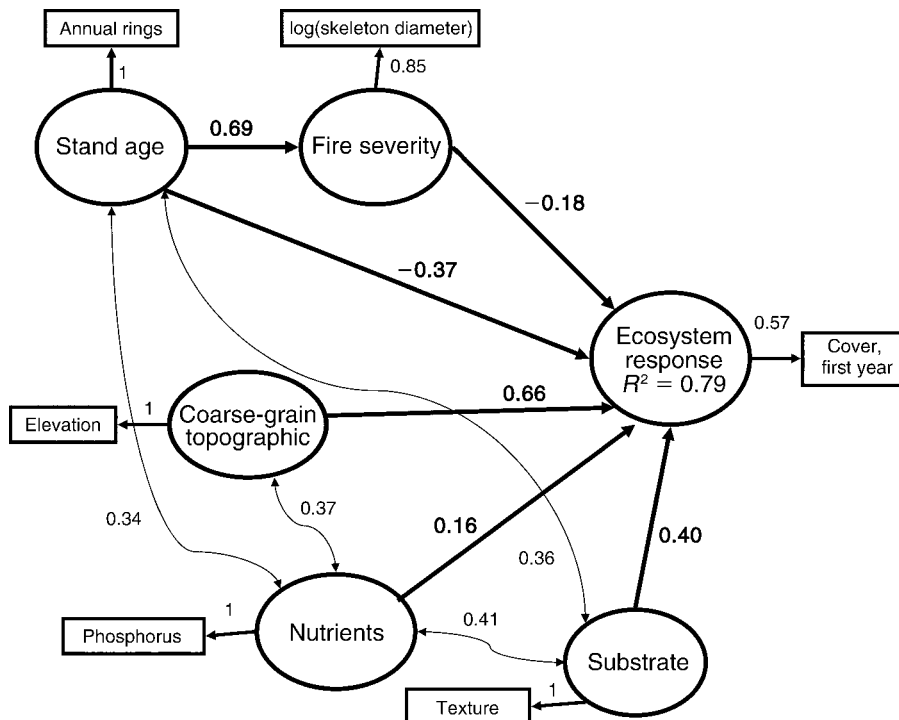 Annual rings
log(skeleton diameter)
1
0.85
Stand age
0.69
Fire severity
−0.18
−0.37
Ecosystem
response
R² = 0.79
0.57
Cover,
first year
Elevation
1
Coarse-grain
topographic
0.66
0.34
0.37
0.16
0.36
0.40
Phosphorus
1
Nutrients
0.41
Substrate
Texture
1